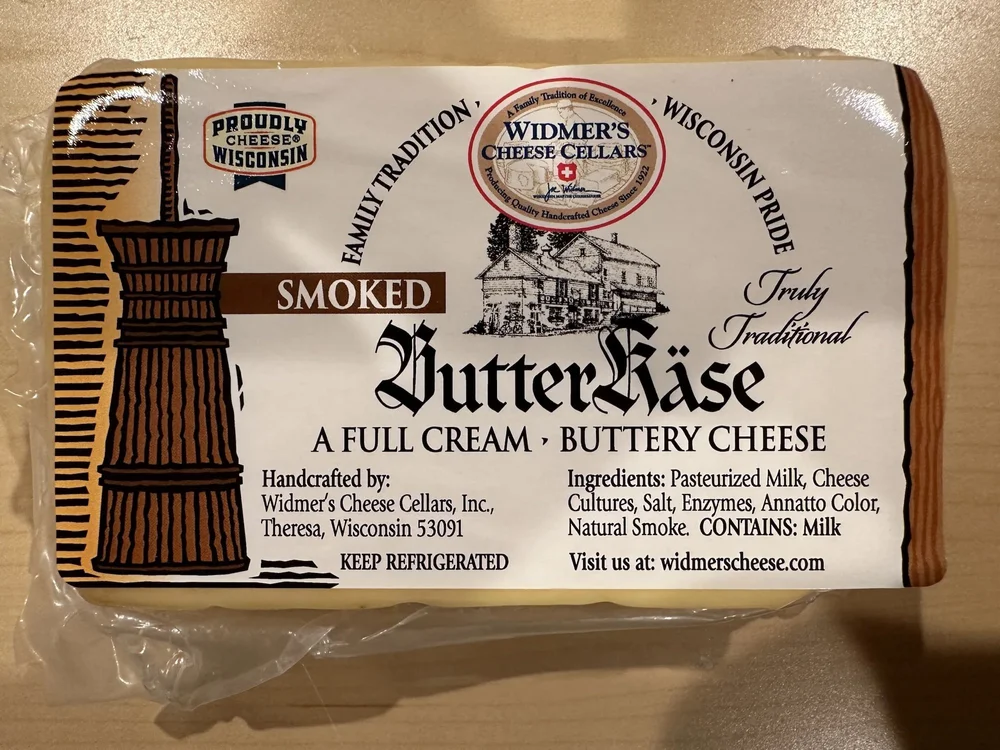 PROUDLY
CHEESE®
WISCONSIN
FAMILY TRADITION
A Family Tradition of Excellence
WIDMER'S
CHEESE CELLARS™
Producing Quality Handcrafted Cheese Since 1922
WISCONSIN PRIDE
SMOKED
Truly
Traditional
ButterKäse
A FULL CREAM · BUTTERY CHEESE
Handcrafted by:
Widmer's Cheese Cellars, Inc.,
Theresa, Wisconsin 53091
KEEP REFRIGERATED
Ingredients: Pasteurized Milk, Cheese
Cultures, Salt, Enzymes, Annatto Color,
Natural Smoke. CONTAINS: Milk
Visit us at: widmerscheese.com